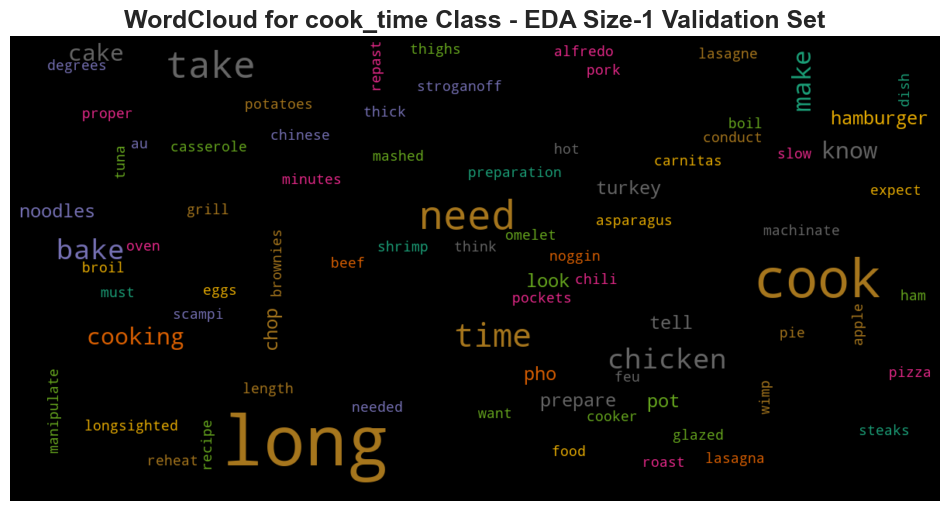 WordCloud for cook_time Class - EDA Size-1 Validation Set
cake
degrees
take
repast
thighs
alfredo
pork
lasagne
stroganoff
make
dish
proper
potatoes
thick
hamburger
au
chinese
boil
conduct
tuna
casserole
mashed
hot
carnitas
slow
know
minutes
preparation
turkey
expect
noodles
grill
need
asparagus
machinate
bake
oven
shrimp
think
omelet
noggin
broil
brownies
beef
look
chili
cook
must
eggs
pockets
ham
scampi
chop
cooking
time
tell
pie
apple
chicken
pho
feu
pizza
manipulate
length
wimp
needed
prepare
pot
want
cooker
longsighted
long
recipe
glazed
steaks
reheat
food
roast
lasagna